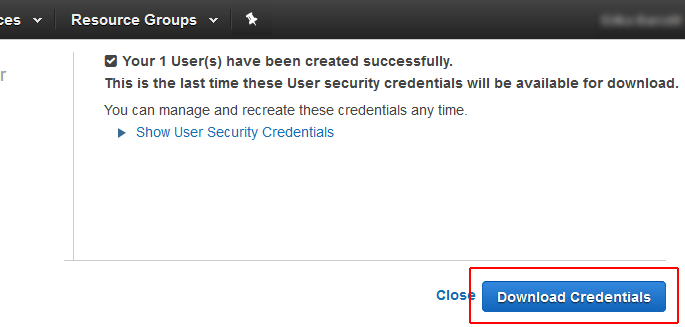 ces Resource Groups
r
Your 1 User(s) have been created successfully.
This is the last time these User security credentials will be available for download.
You can manage and recreate these credentials any time.
Show User Security Credentials
Close Download Credentials